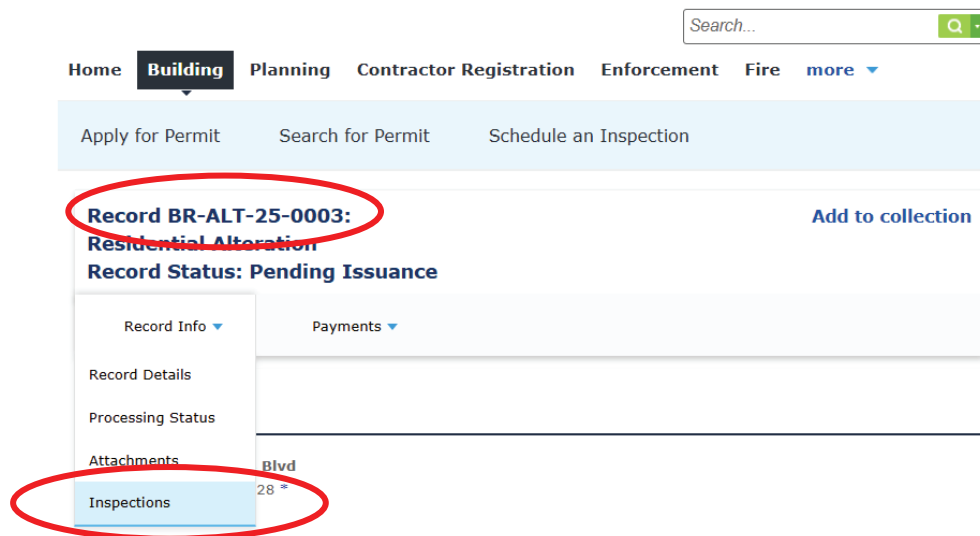 Search...
Home Building Planning Contractor Registration Enforcement Fire more
Apply for Permit Search for Permit Schedule an Inspection
Record BR-ALT-25-0003: Add to collection
Residential Alteration
Record Status: Pending Issuance
Record Info Payments
Record Details
Processing Status
Attachments
Blvd
28 *
Inspections